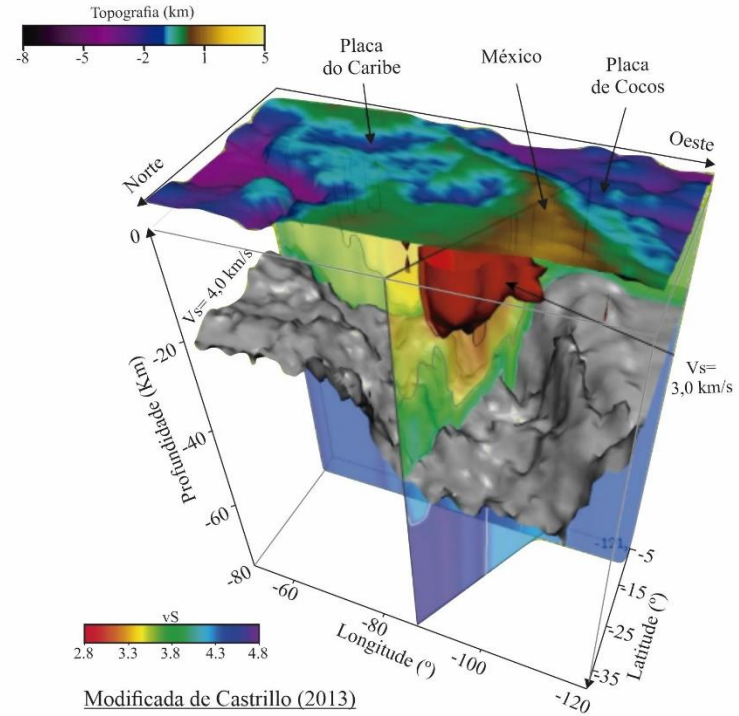 Topografia (km)
-8 -5 -2 1 5
Placa
do Caribe
México
Placa
de Cocos
Oeste
Norte
0
-20
-40
-60
-80
Profundidade (Km)
Vs= 4,0 km/s
Vs=
3,0 km/s
-60
-80
-100
-120
Longitude (º)
-121,
-5
-15
-25
-35
Latitude (º)
vS
2.8 3.3 3.8 4.3 4.8
Modificada de Castrillo (2013)